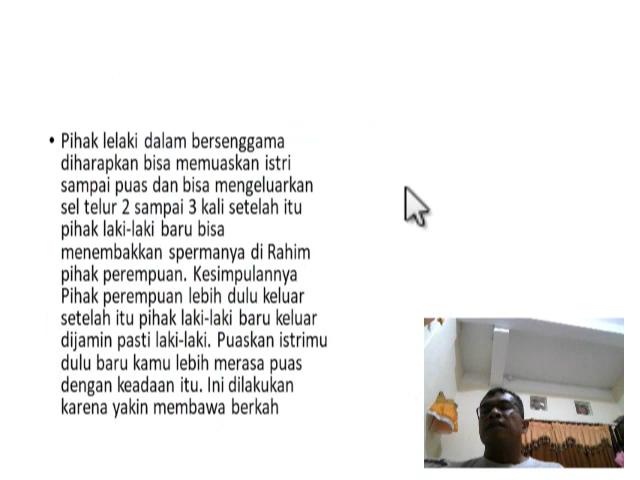 • Pihak lelaki dalam bersenggama
diharapkan bisa memuaskan istri
sampai puas dan bisa mengeluarkan
sel telur 2 sampai 3 kali setelah itu
pihak laki-laki baru bisa
menembakkan spermanya di Rahim
pihak perempuan. Kesimpulannya
Pihak perempuan lebih dulu keluar
setelah itu pihak laki-laki baru keluar
dijamin pasti laki-laki. Puaskan istrimu
dulu baru kamu lebih merasa puas
dengan keadaan itu. Ini dilakukan
karena yakin membawa berkah